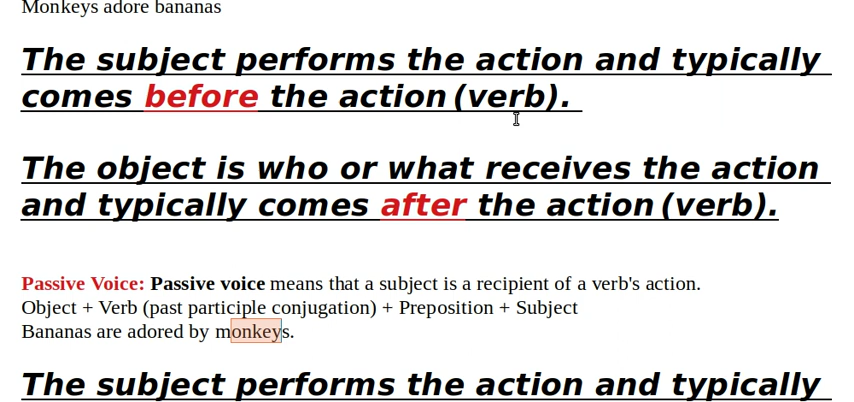 Monkeys adore bananas
The subject performs the action and typically
comes before the action (verb).
The object is who or what receives the action
and typically comes after the action (verb).
Passive Voice: Passive voice means that a subject is a recipient of a verb's action.
Object + Verb (past participle conjugation) + Preposition + Subject
Bananas are adored by monkeys.
The subject performs the action and typically